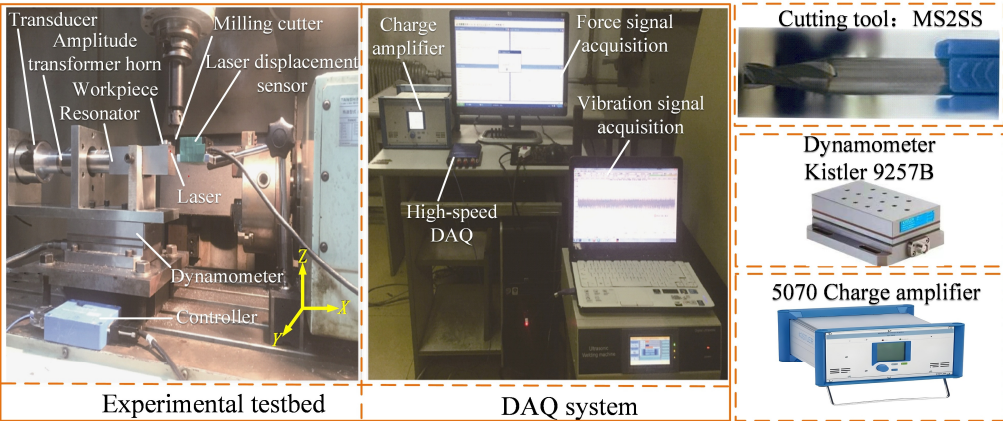 Transducer
Amplitude
transformer horn
Workpiece
Resonator
Milling cutter
Laser displacement
sensor
Laser
Dynamometer
Controller
Z
X
Y
Experimental testbed
Charge
amplifier
Force signal
acquisition
Vibration signal
acquisition
High-speed
DAQ
DAQ system
Cutting tool: MS2SS
Dynamometer
Kistler 9257B
5070 Charge amplifier